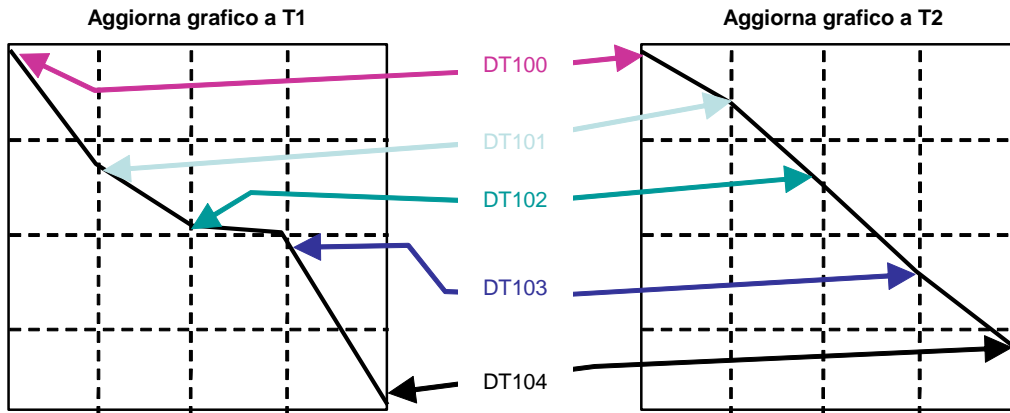 Aggiorna grafico a T1
Aggiorna grafico a T2
DT100
DT101
DT102
DT103
DT104